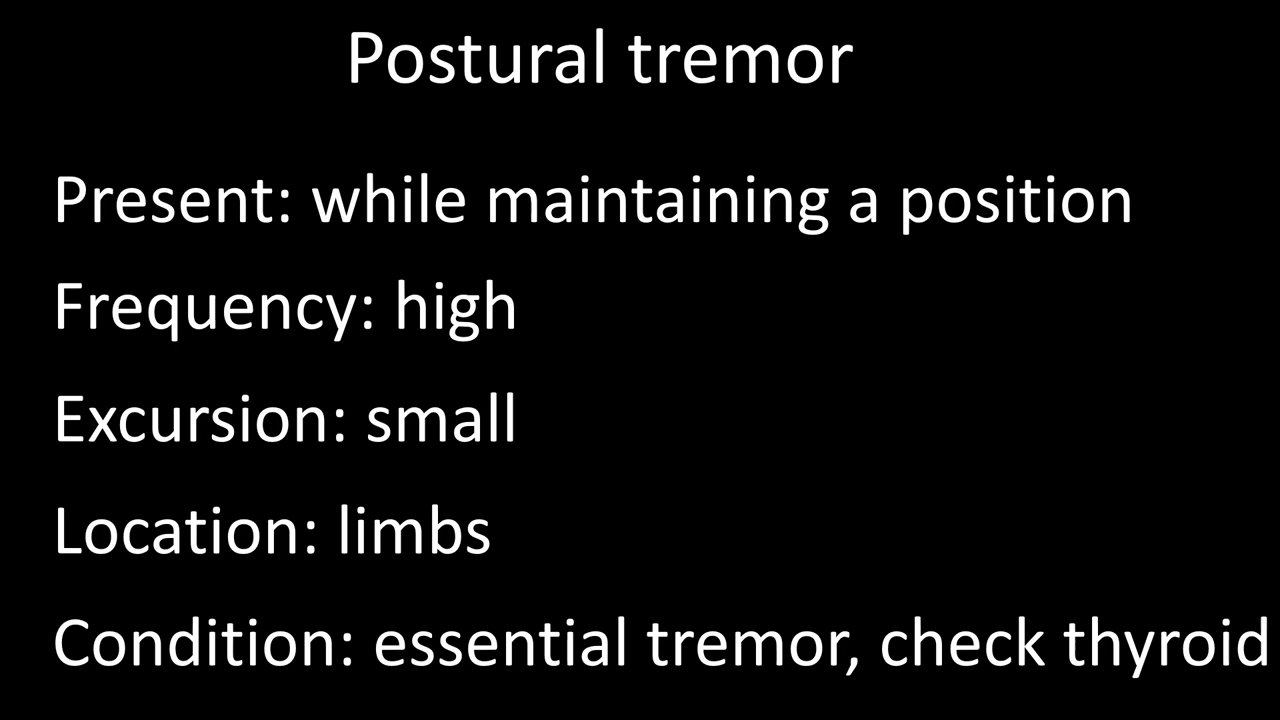 Postural tremor
Present: while maintaining a position
Frequency: high
Excursion: small
Location: limbs
Condition: essential tremor, check thyroid